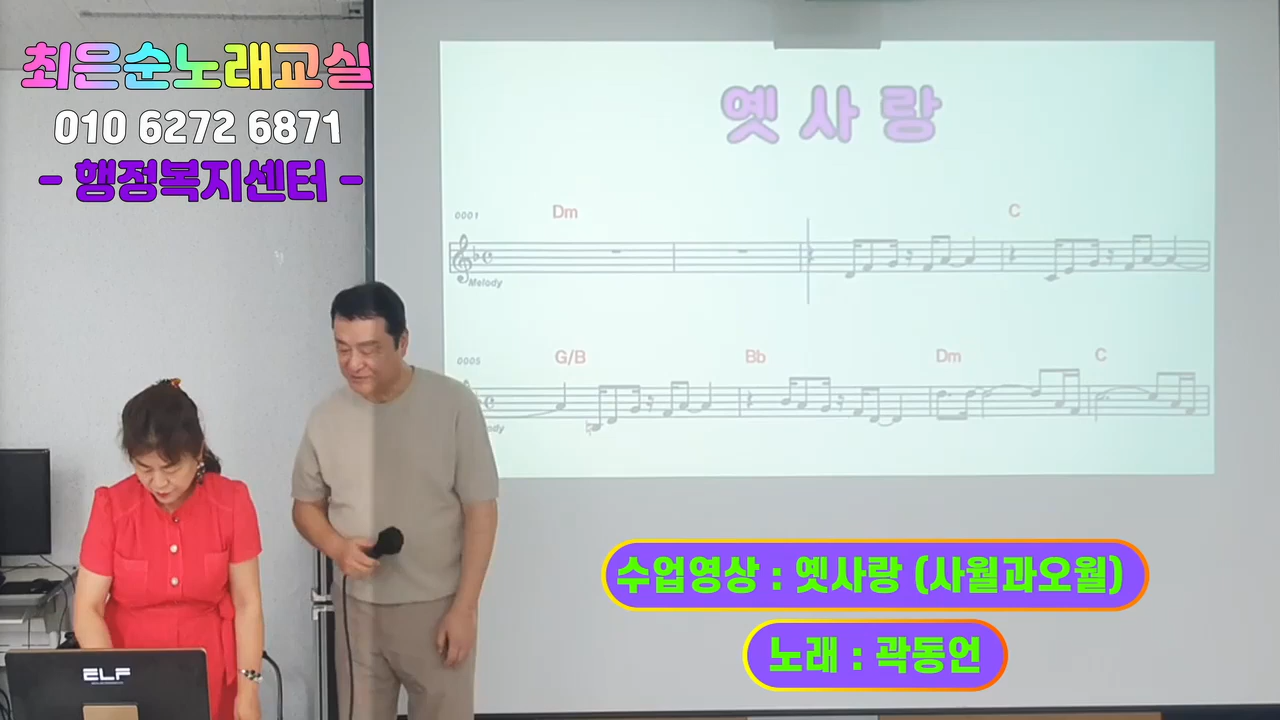 최은순노래교실
010 6272 6871
- 행정복지센터 -
옛 사 랑
0001 Dm C
Melody
0005 G/B Bb Dm C
ELF
수업영상 : 옛사랑 (사월과오월)
노래 : 곽동언